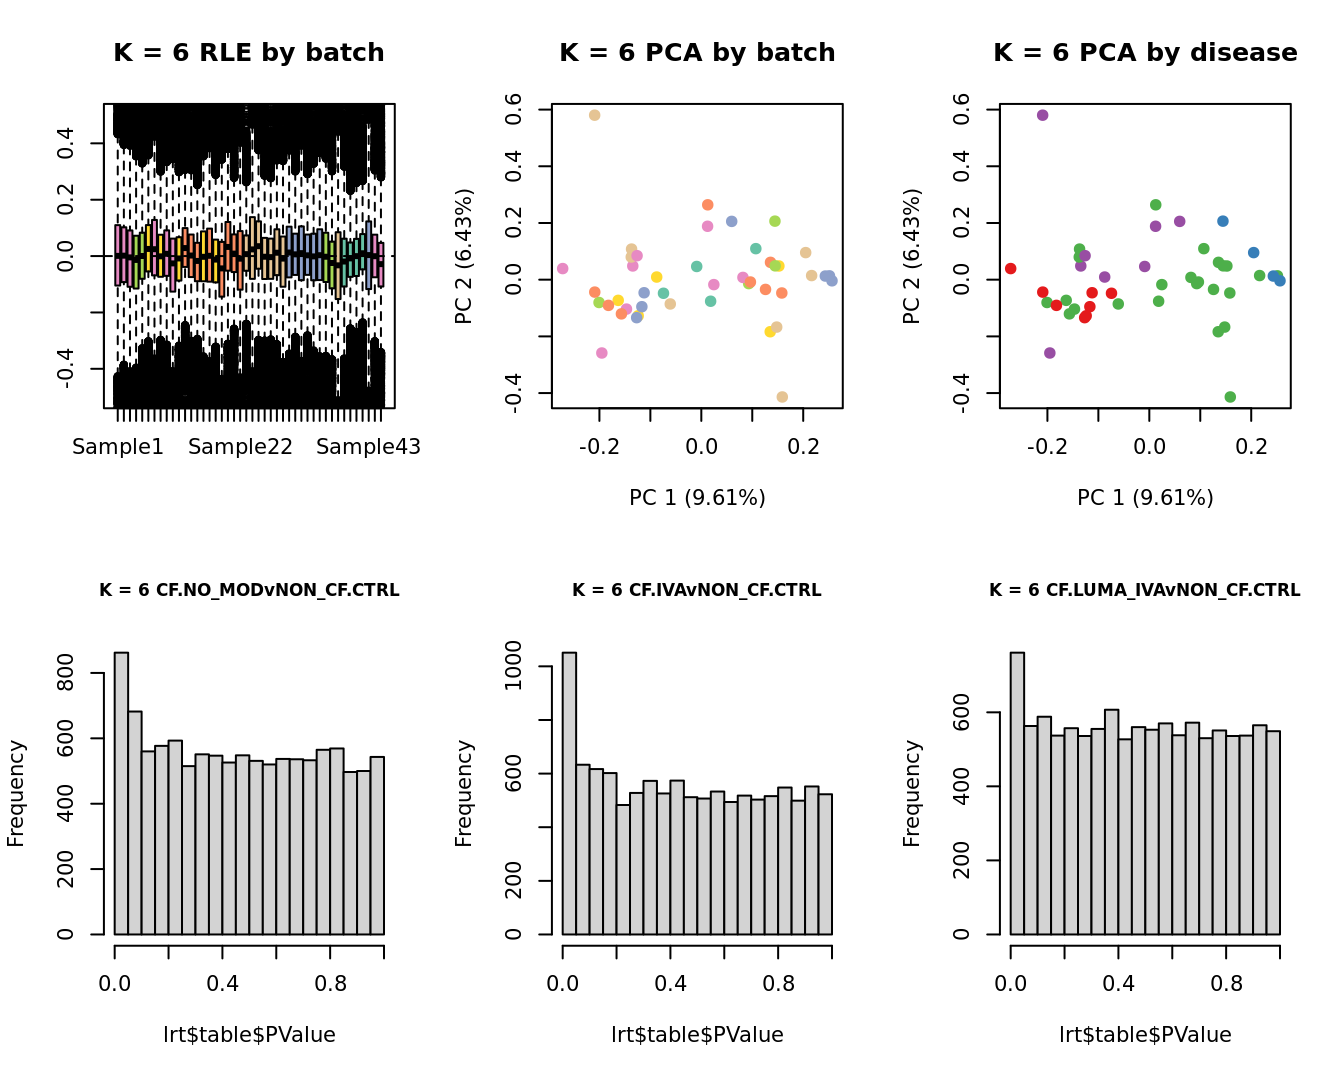 K = 6 RLE by batch
0.4
0.2
0.0
-0.4
Sample1 Sample22 Sample43
K = 6 PCA by batch
PC 2 (6.43%)
0.6
0.4
0.2
0.0
-0.4
-0.2 0.0 0.2
PC 1 (9.61%)
K = 6 PCA by disease
PC 2 (6.43%)
0.6
0.4
0.2
0.0
-0.4
-0.2 0.0 0.2
PC 1 (9.61%)
K = 6 CF.NO_MODvNON_CF.CTRL
Frequency
800
600
400
200
0
0.0 0.4 0.8
lrt$table$PValue
K = 6 CF.IVAvNON_CF.CTRL
Frequency
1000
600
200
0
0.0 0.4 0.8
lrt$table$PValue
K = 6 CF.LUMA_IVAvNON_CF.CTRL
Frequency
600
400
200
0
0.0 0.4 0.8
lrt$table$PValue